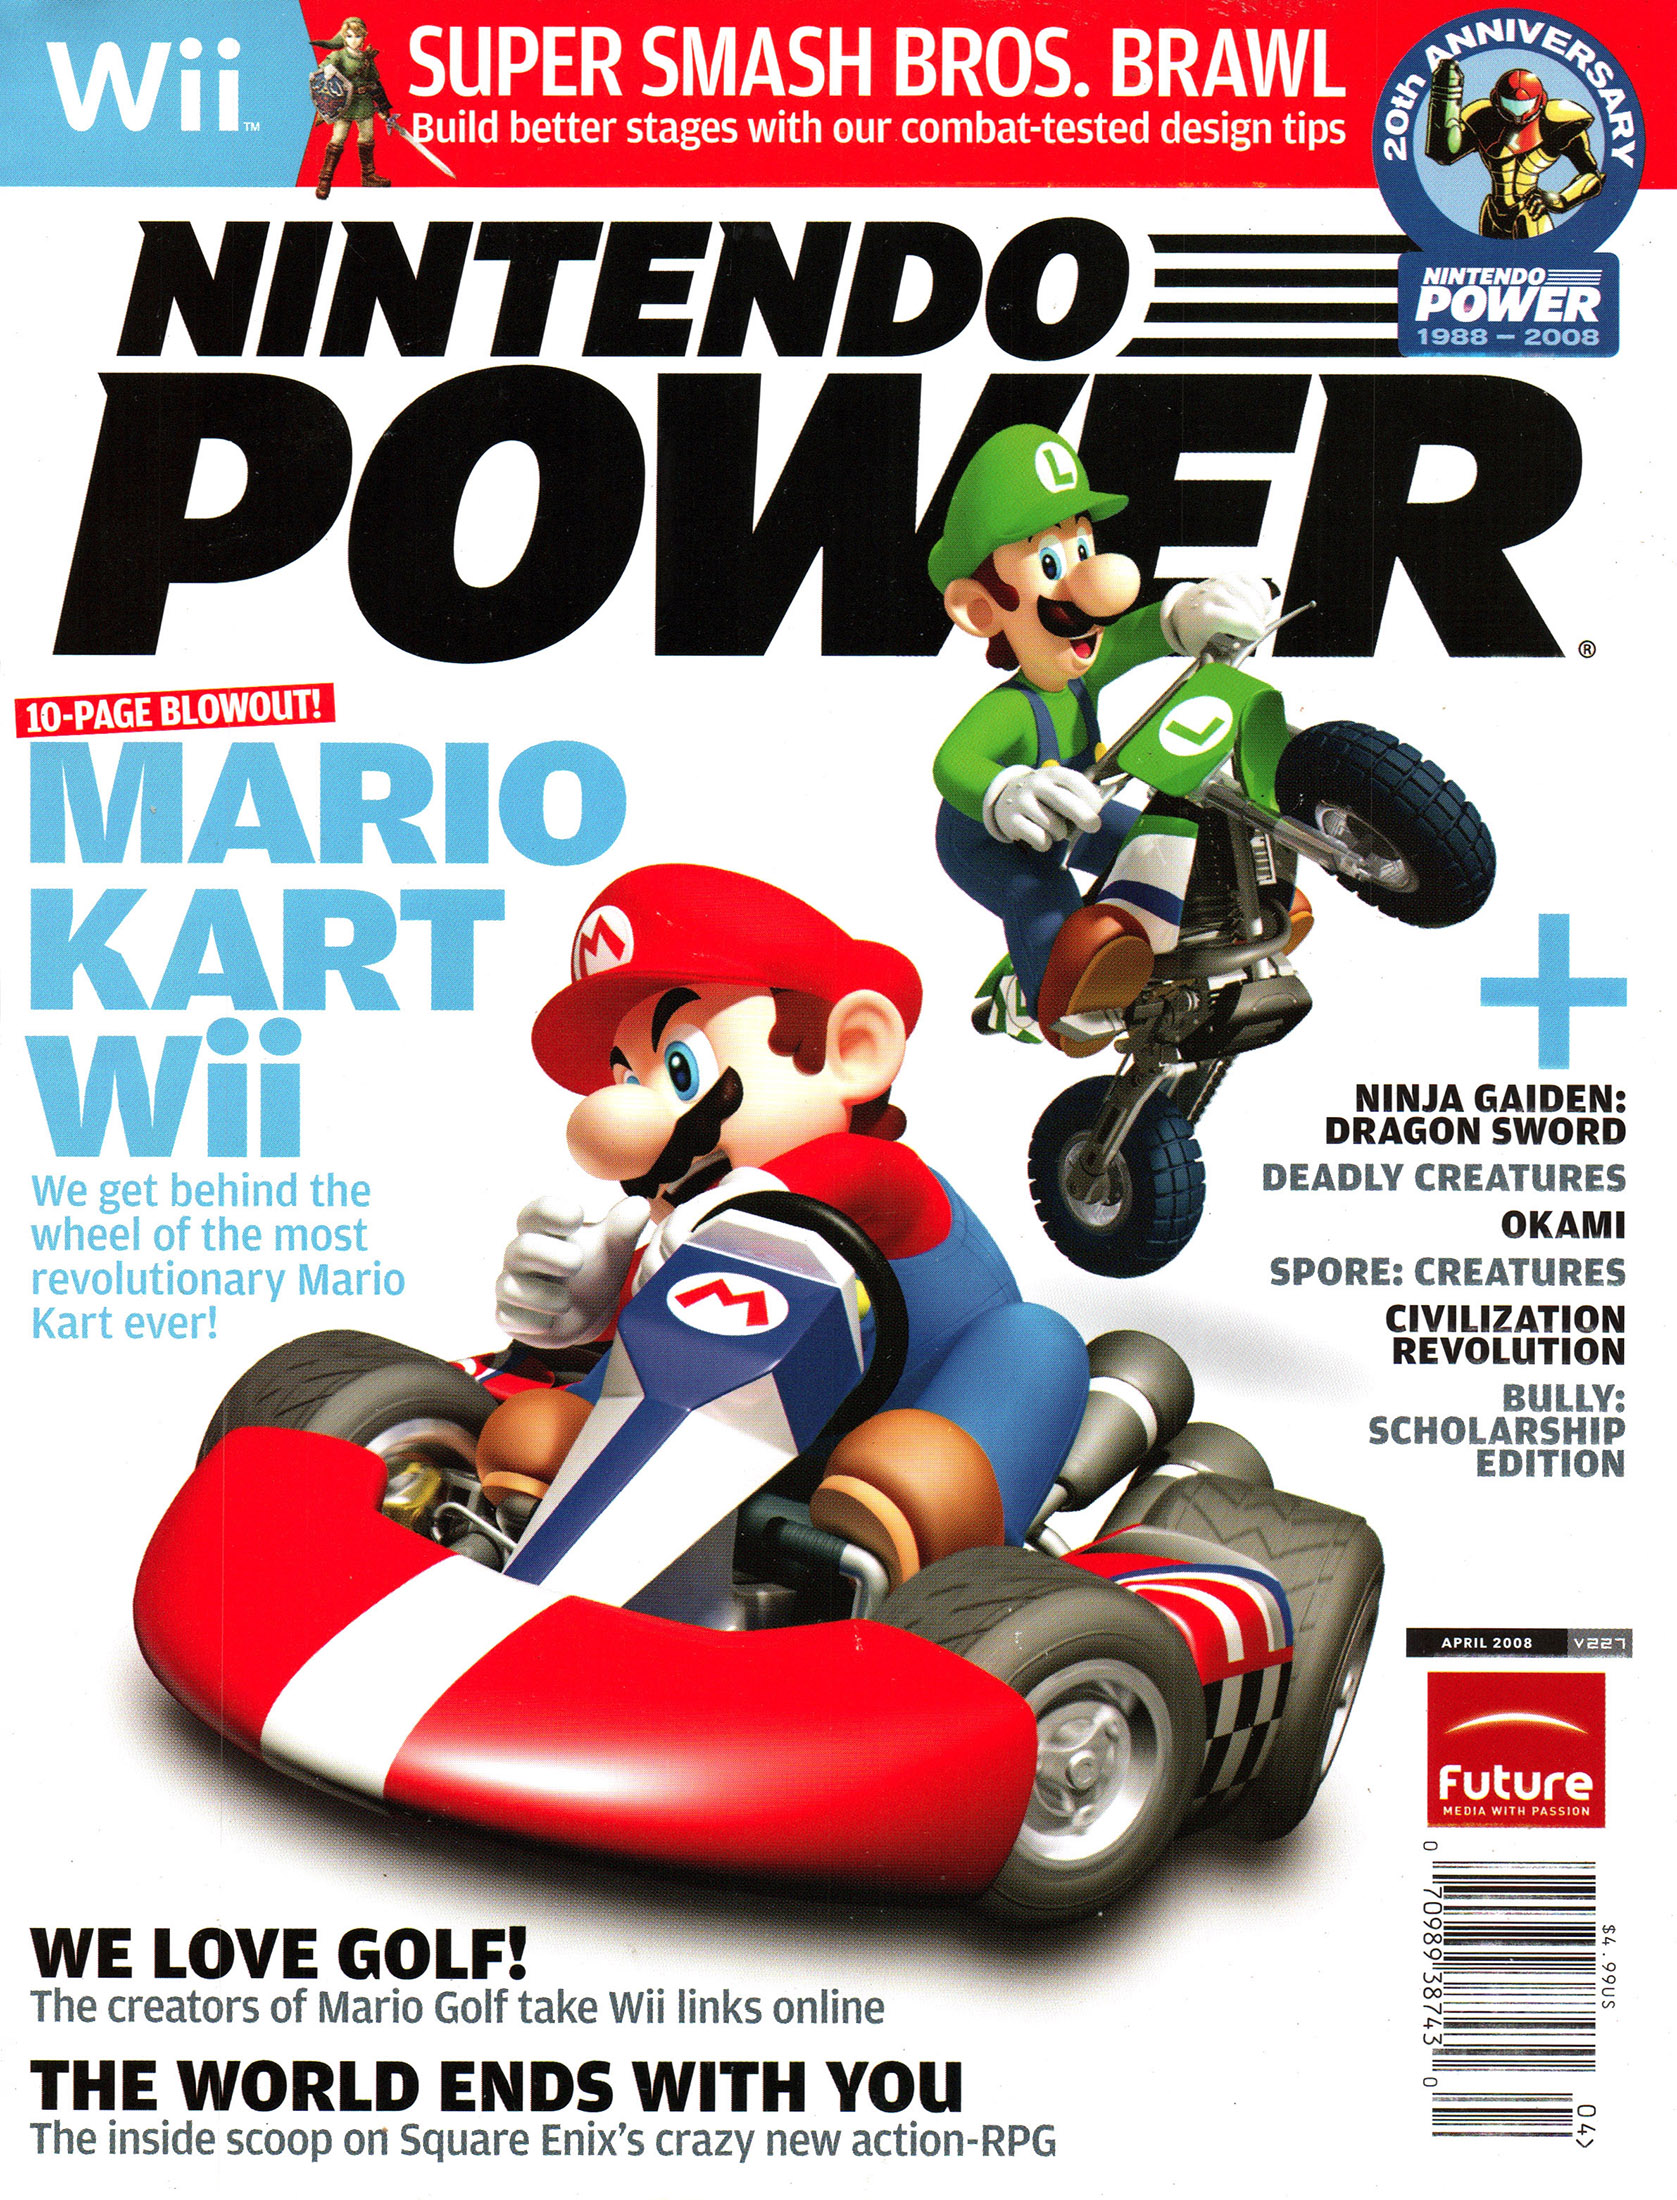 Wii™
SUPER SMASH BROS. BRAWL
Build better stages with our combat-tested design tips
20th ANNIVERSARY
NINTENDO
POWER
1988 – 2008
NINTENDO
POWER®
L
L
10-PAGE BLOWOUT!
MARIO
KART
Wii
We get behind the
wheel of the most
revolutionary Mario
Kart ever!
M
M
+
NINJA GAIDEN:
DRAGON SWORD
DEADLY CREATURES
OKAMI
SPORE: CREATURES
CIVILIZATION
REVOLUTION
BULLY:
SCHOLARSHIP
EDITION
APRIL 2008 V227
Future
MEDIA WITH PASSION
0 70989 38743 0
04>
$4.99US
WE LOVE GOLF!
The creators of Mario Golf take Wii links online
THE WORLD ENDS WITH YOU
The inside scoop on Square Enix's crazy new action-RPG